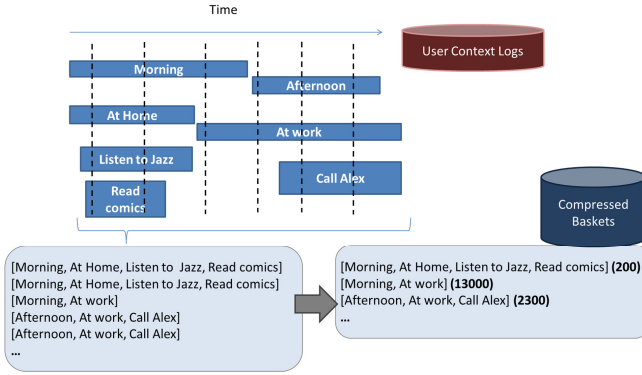 Time
User Context Logs
Morning
Afternoon
At Home
At work
Listen to Jazz
Call Alex
Read
comics
Compressed
Baskets
[Morning, At Home, Listen to Jazz, Read comics]
[Morning, At Home, Listen to Jazz, Read comics]
[Morning, At work]
[Afternoon, At work, Call Alex]
[Afternoon, At work, Call Alex]
...
[Morning, At Home, Listen to Jazz, Read comics] (200)
[Morning, At work] (13000)
[Afternoon, At work, Call Alex] (2300)
...